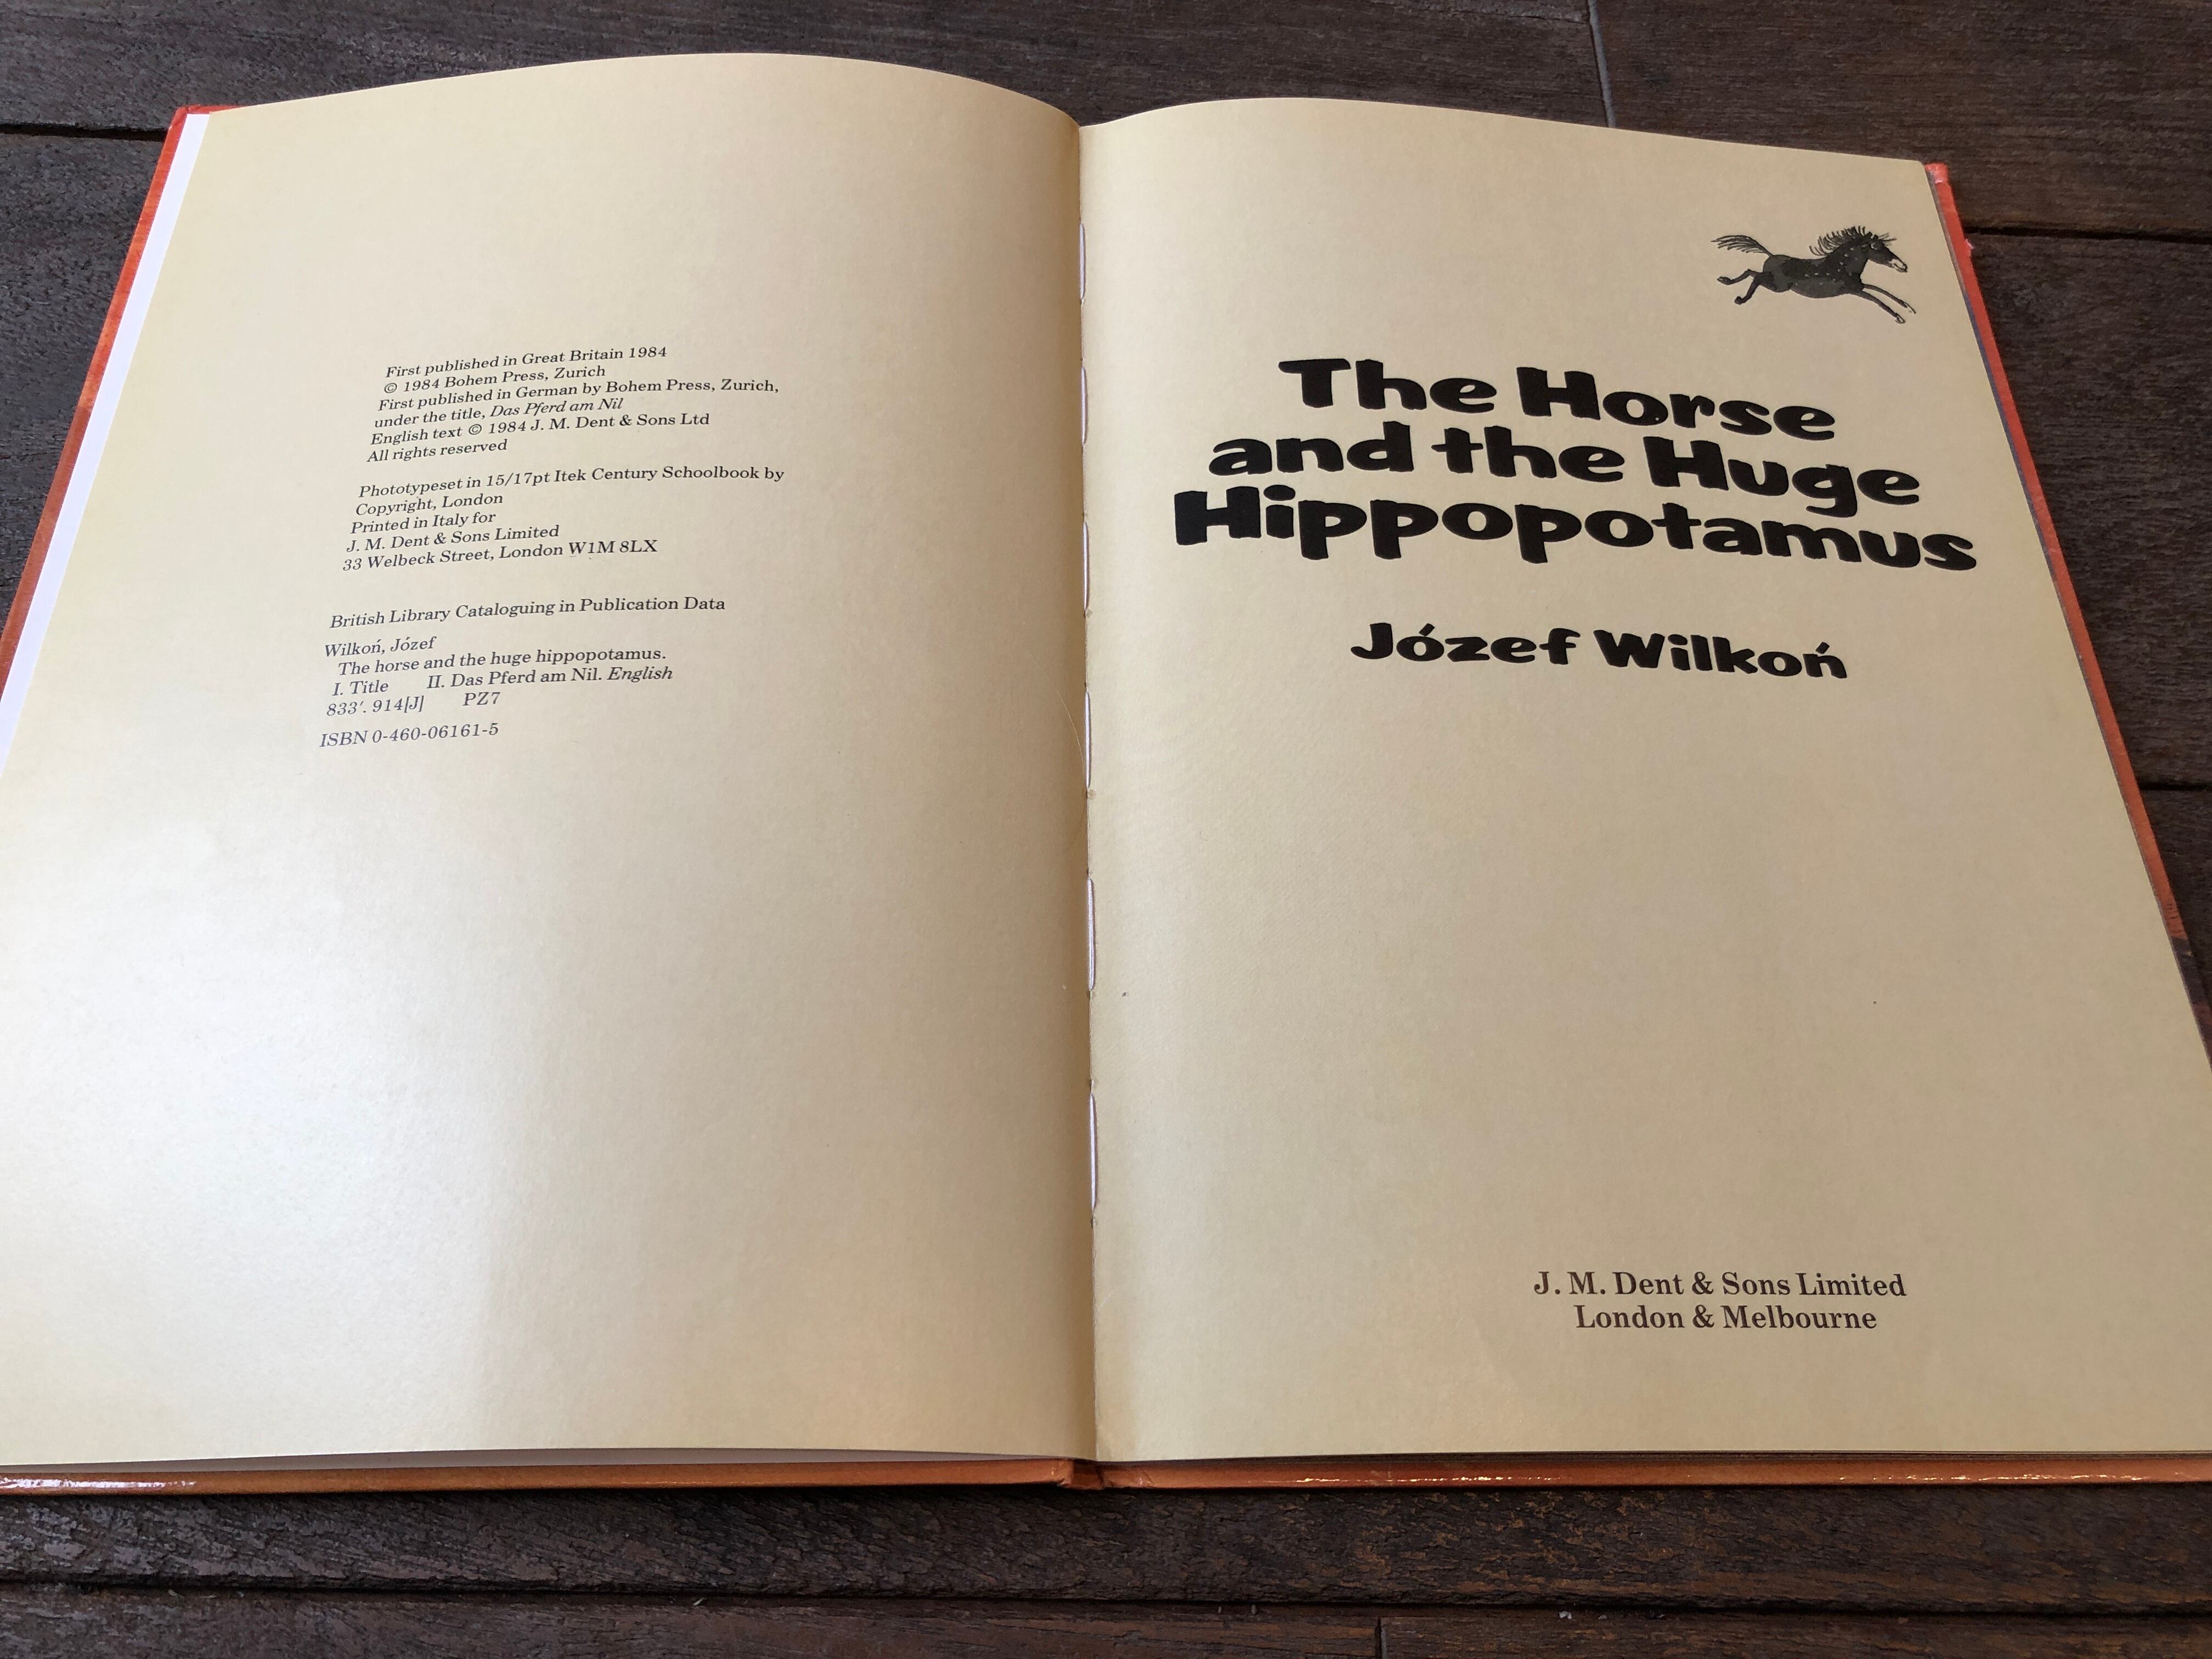 First published in Great Britain 1984
© 1984 Bohem Press, Zurich
First published in German by Bohem Press, Zurich,
under the title, Das Pferd am Nil
English text © 1984 J. M. Dent & Sons Ltd
All rights reserved
Phototypeset in 15/17pt Itek Century Schoolbook by
Copyright, London
Printed in Italy for
J. M. Dent & Sons Limited
33 Welbeck Street, London W1M 8LX
British Library Cataloguing in Publication Data
Wilkoń, Józef
The horse and the huge hippopotamus.
I. Title II. Das Pferd am Nil. English
833'. 914[J] PZ7
ISBN 0-460-06161-5
The Horse
and the Huge
Hippopotamus
Józef Wilkoń
J. M. Dent & Sons Limited
London & Melbourne